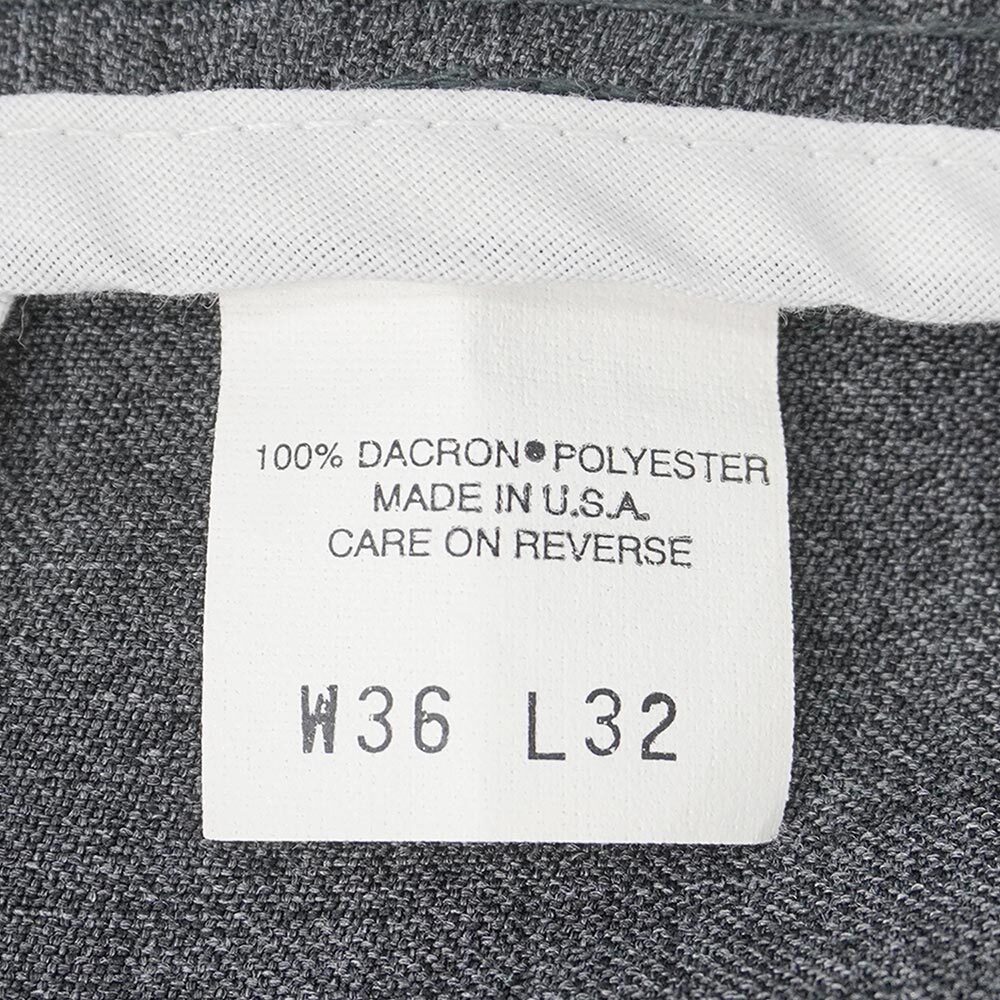 100% DACRON® POLYESTER
MADE IN U.S.A.
CARE ON REVERSE
W36 L32